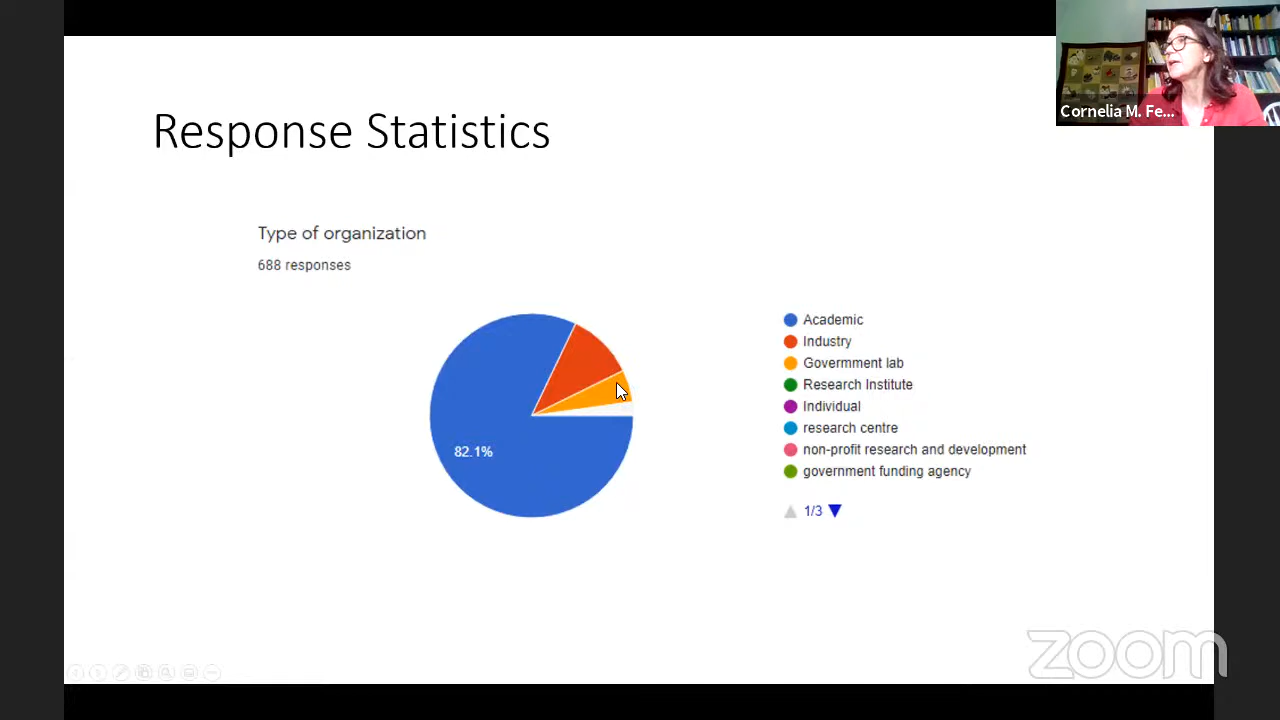 Cornelia M. Fe...
Response Statistics
Type of organization
688 responses
82.1%
Academic
Industry
Governmment lab
Research Institute
Individual
research centre
non-profit research and development
government funding agency
1/3
zoom